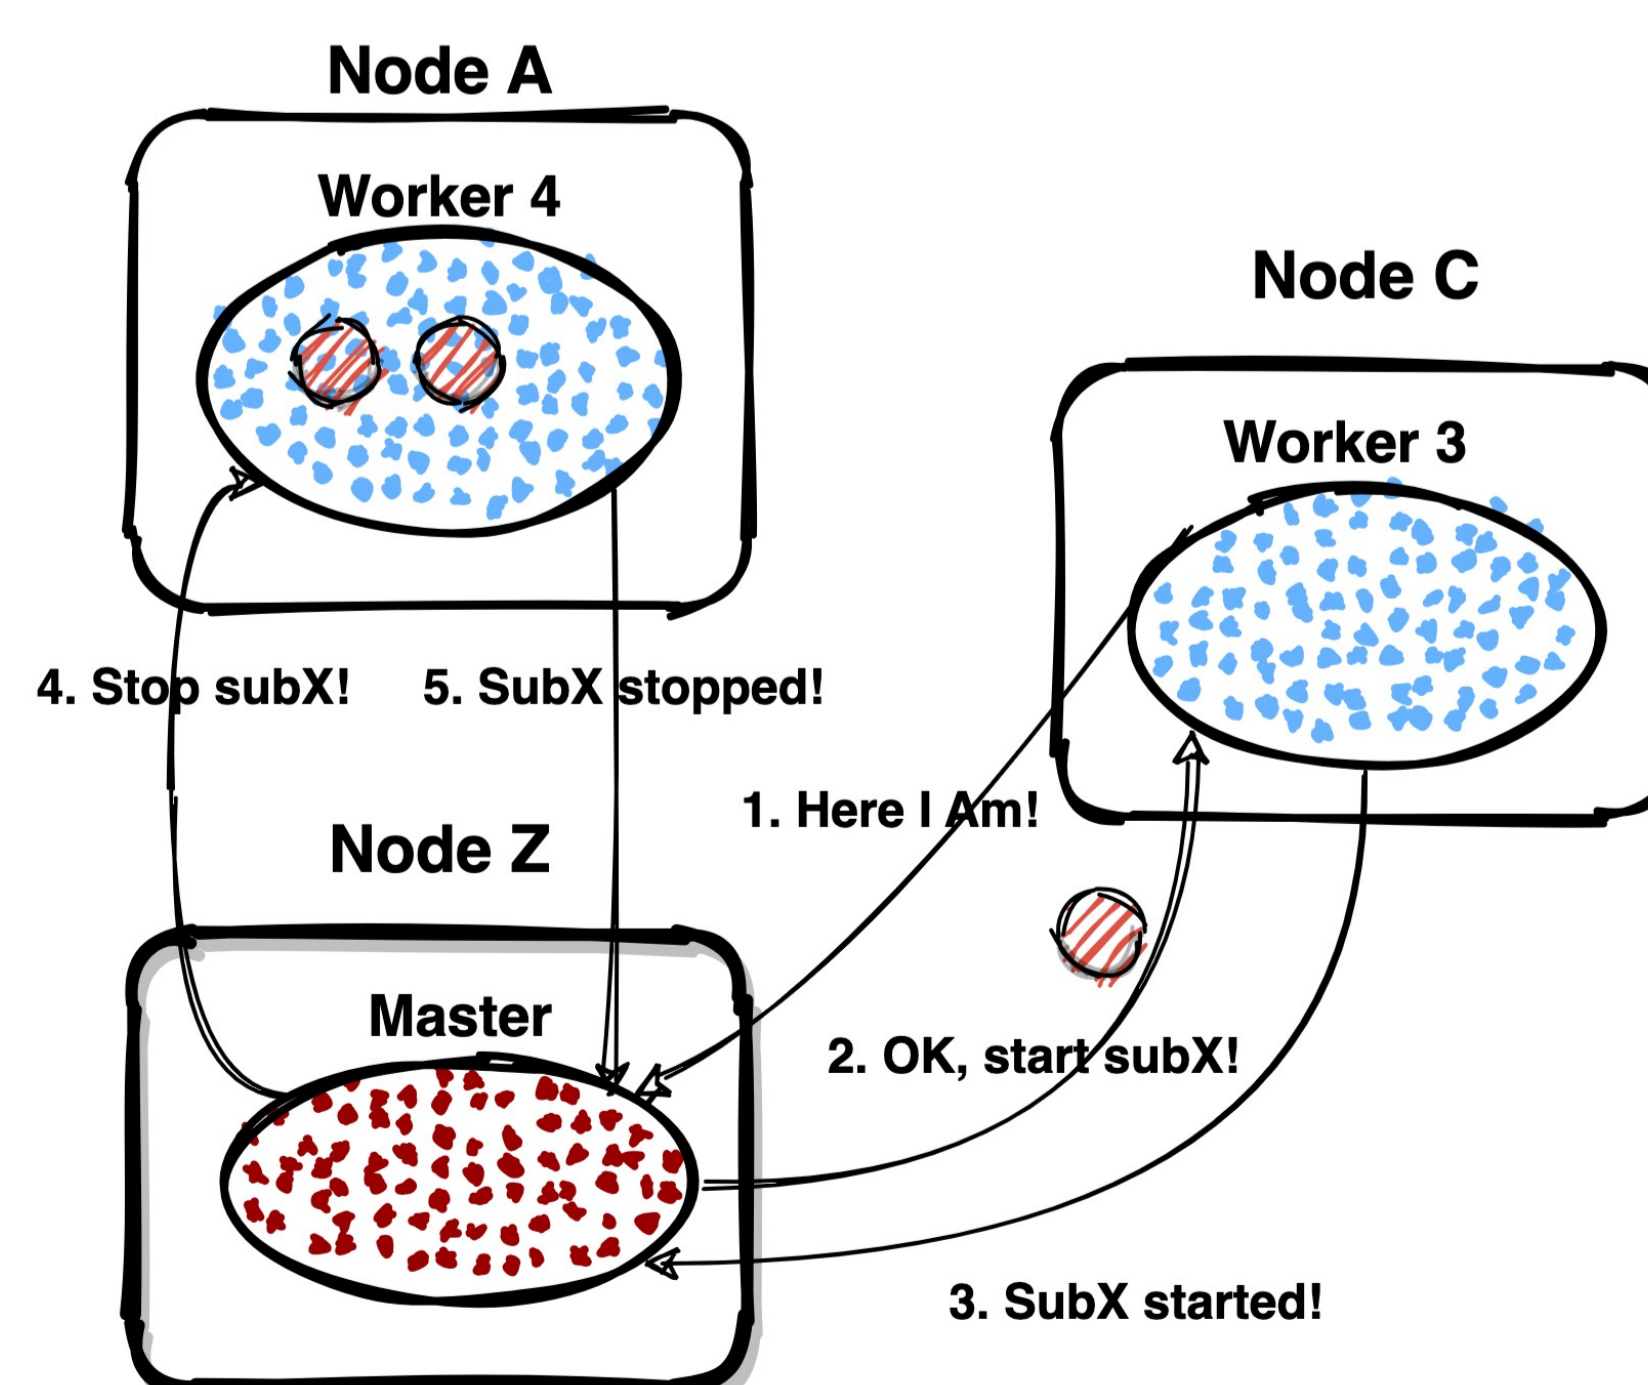 Node A
Worker 4
Node C
Worker 3
4. Stop subX!
5. SubX stopped!
1. Here I Am!
Node Z
Master
2. OK, start subX!
3. SubX started!